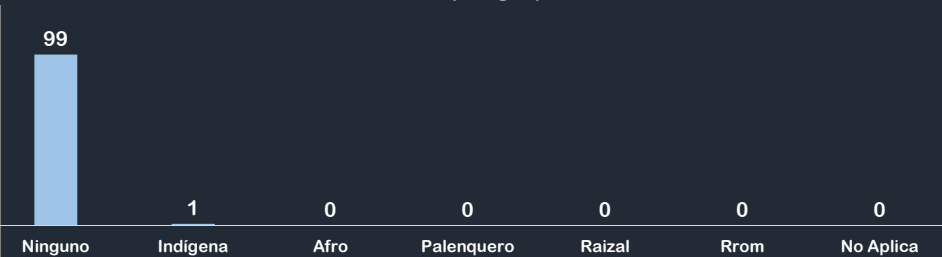 99
1
0
0
0
0
0
Ninguno
Indígena
Afro
Palenquero
Raizal
Rrom
No Aplica